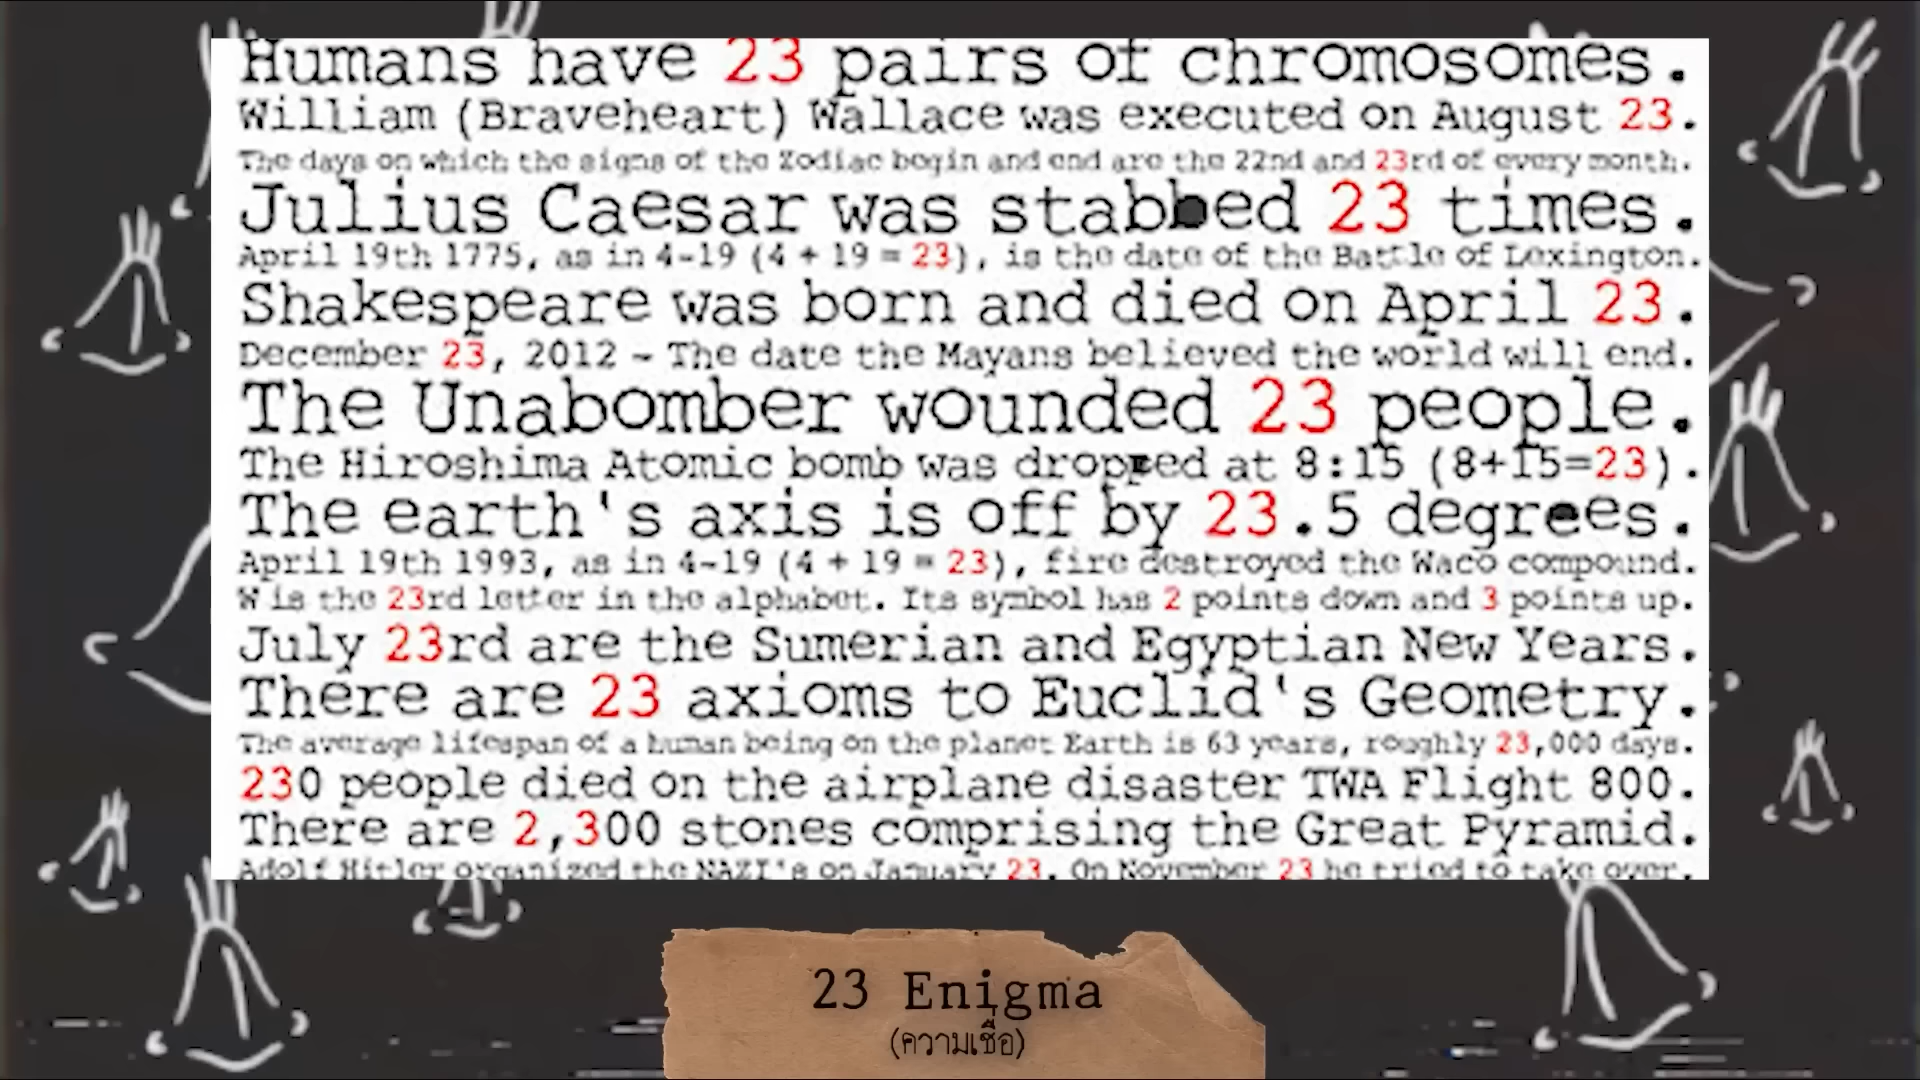 Humans have 23 pairs of chromosomes.
William (Braveheart) Wallace was executed on August 23.
The days on which the signs of the Zodiac begin and end are the 22nd and 23rd of every month.
Julius Caesar was stabbed 23 times.
April 19th 1775, as in 4-19 (4 + 19 = 23), is the date of the Battle of Lexington.
Shakespeare was born and died on April 23.
December 23, 2012 ~ The date the Mayans believed the world will end.
The Unabomber wounded 23 people.
The Hiroshima Atomic bomb was dropped at 8:15 (8+15=23).
The earth's axis is off by 23.5 degrees.
April 19th 1993, as in 4-19 (4 + 19 = 23), fire destroyed the Waco compound.
W is the 23rd letter in the alphabet. Its symbol has 2 points down and 3 points up.
July 23rd are the Sumerian and Egyptian New Years.
There are 23 axioms to Euclid's Geometry.
The average lifespan of a human being on the planet Earth is 63 years, roughly 23,000 days.
230 people died on the airplane disaster TWA Flight 800.
There are 2,300 stones comprising the Great Pyramid.
Adolf Hitler organized the NAZI's on January 23. On November 23 he tried to take over.
23 Enigma
(ความเชื่อ)